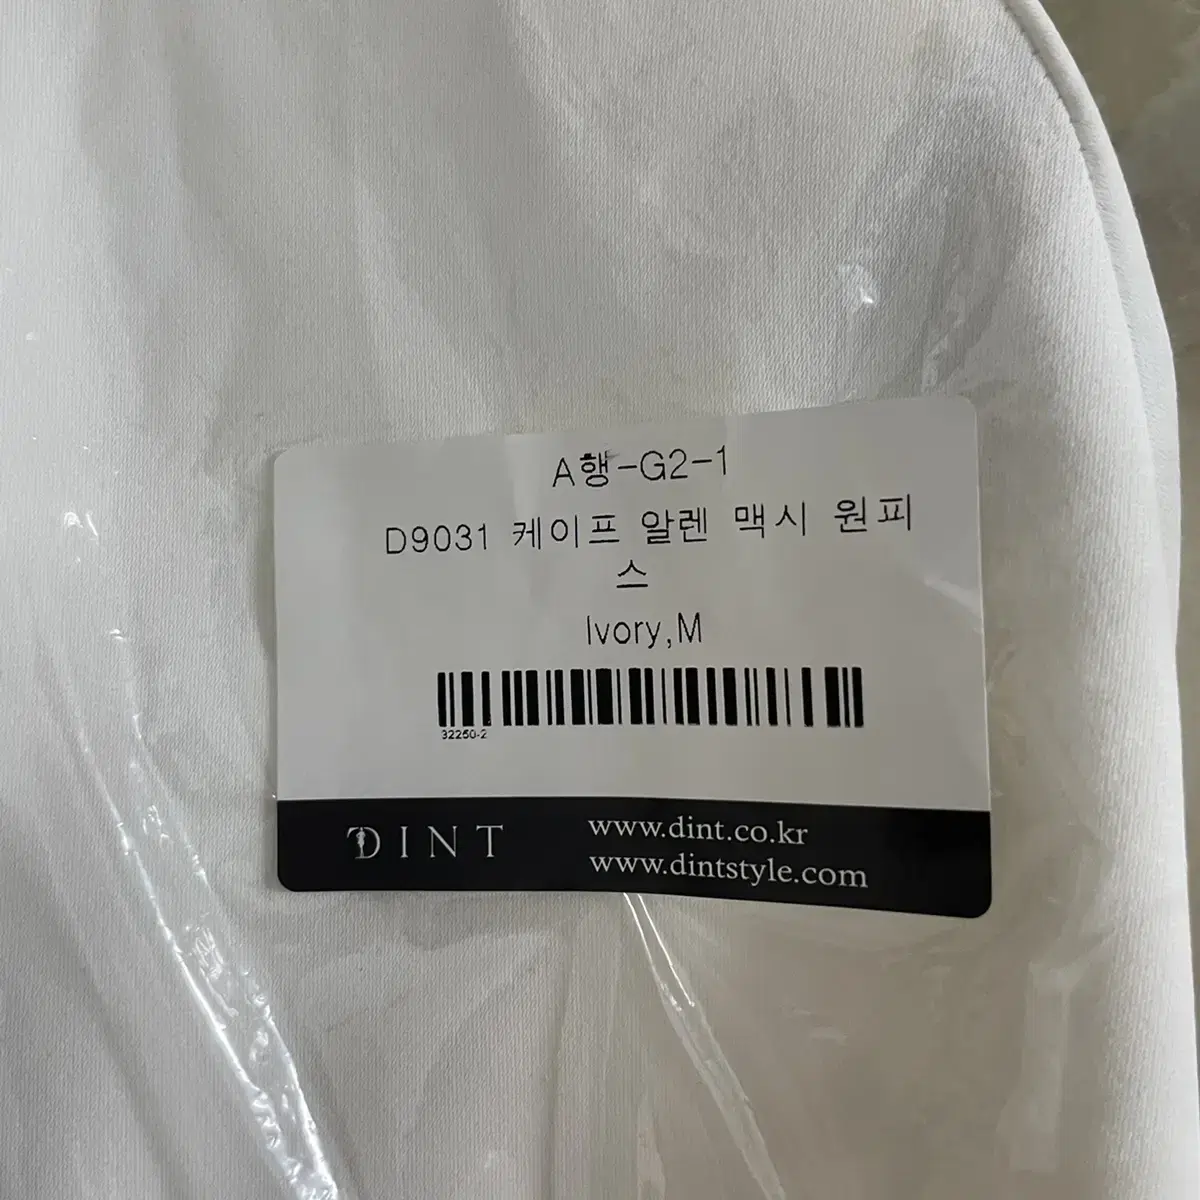 A행-G2-1
D9031 케이프 알렌 맥시 원피
스
Ivory,M
32250-2
DINT
www.dint.co.kr
www.dintstyle.com